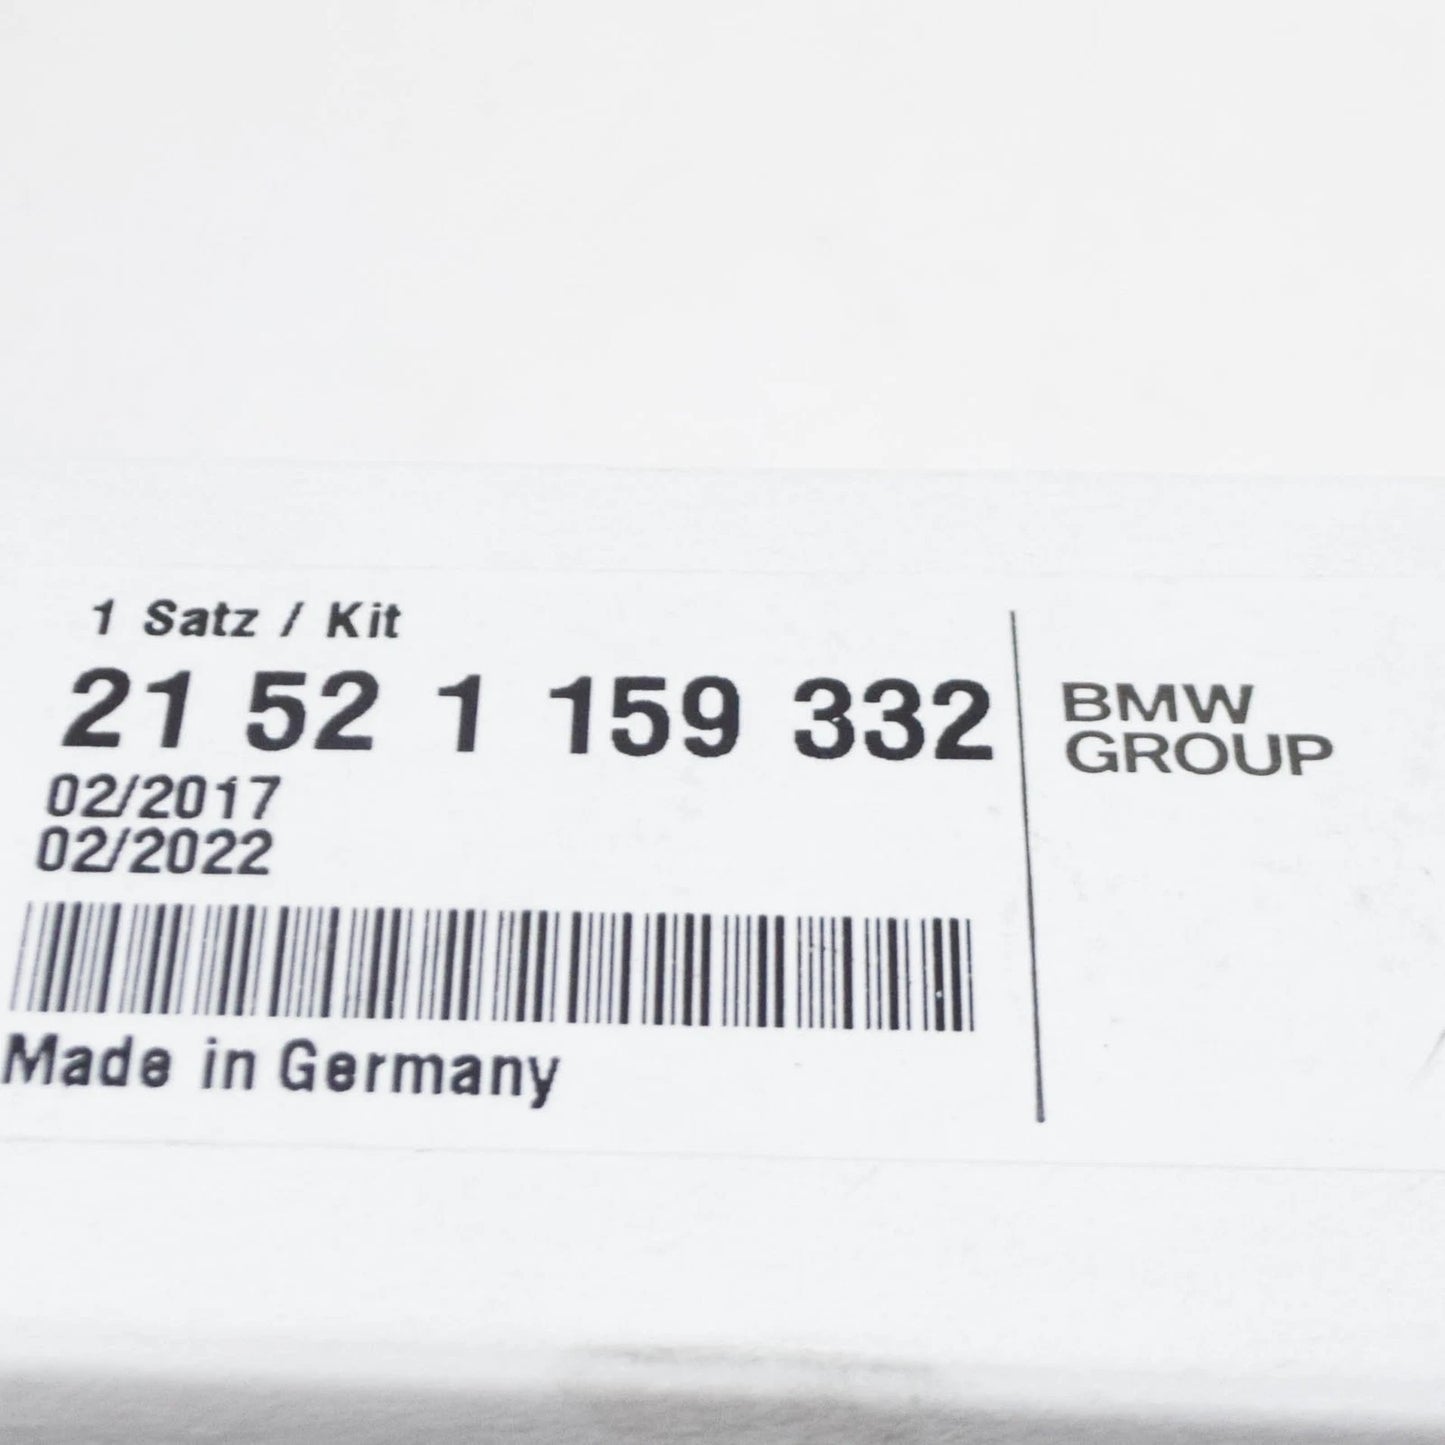 1 Satz / Kit
21 52 1 159 332
02/2017
02/2022
Made in Germany
BMW
GROUP